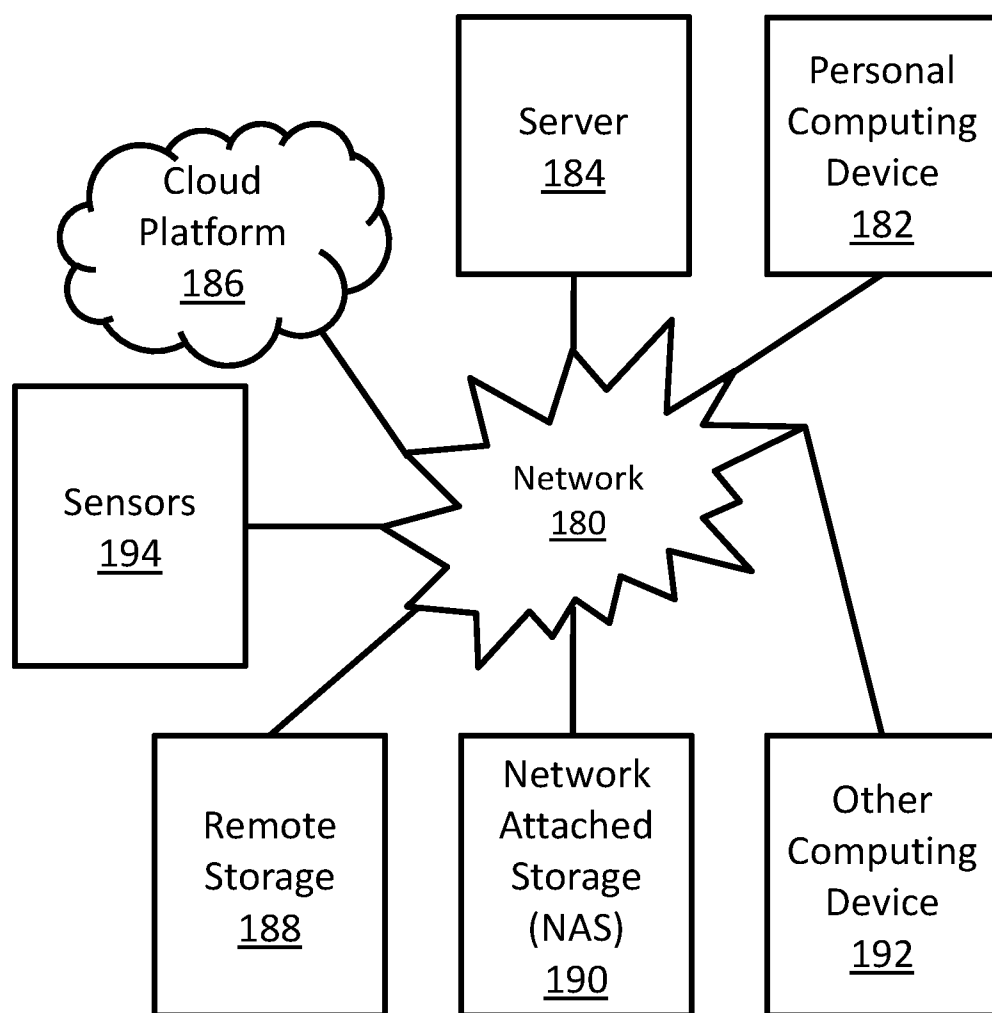 Server
184
Personal
Computing
Device
182
Cloud
Platform
186
Network
180
Sensors
194
Remote
Storage
188
Network
Attached
Storage
(NAS)
190
Other
Computing
Device
192